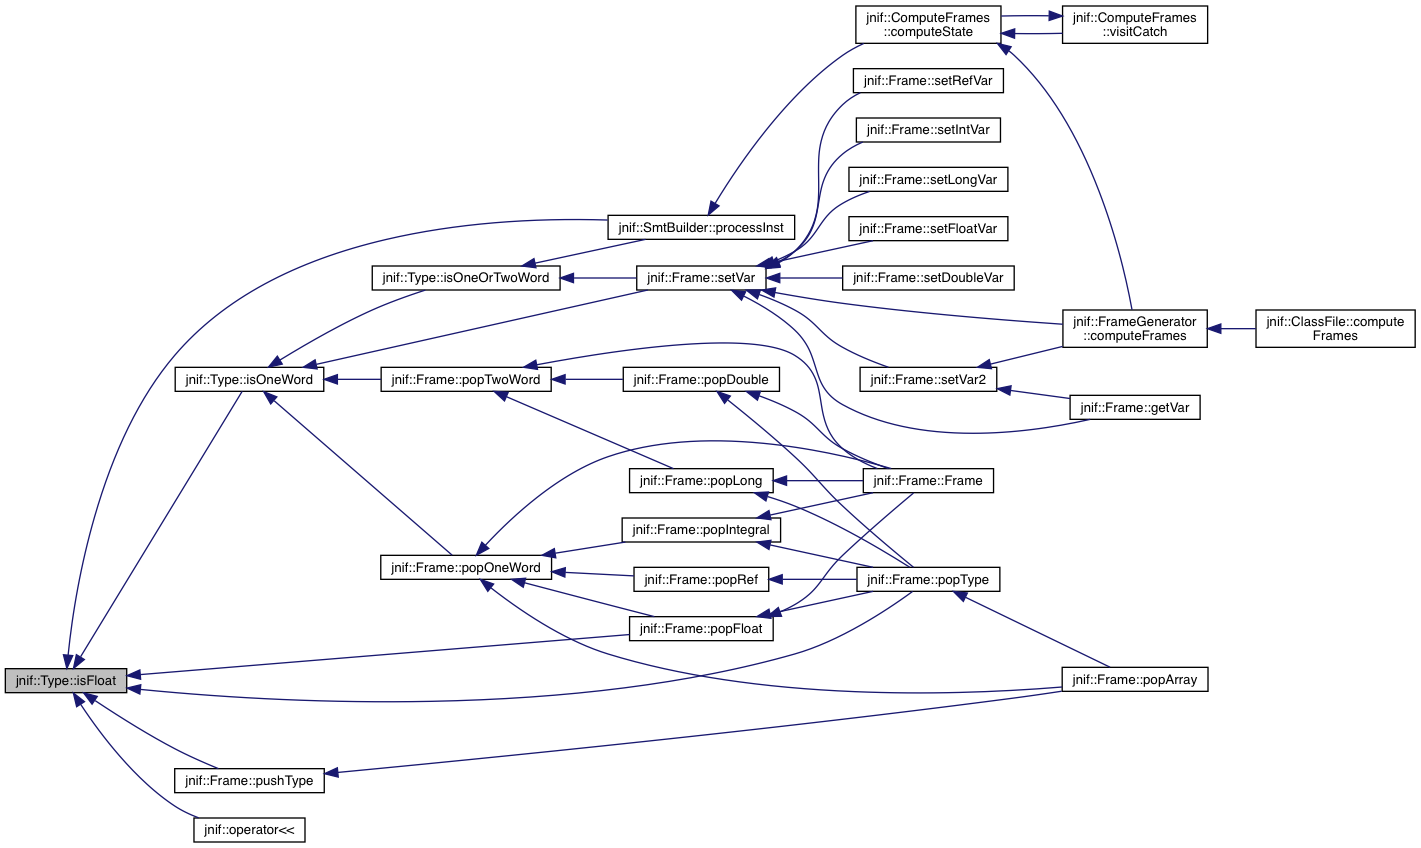 jnif::ComputeFrames
::computeState
jnif::ComputeFrames
::visitCatch
jnif::Frame::setRefVar
jnif::Frame::setIntVar
jnif::Frame::setLongVar
jnif::SmtBuilder::processInst
jnif::Frame::setFloatVar
jnif::Type::isOneOrTwoWord
jnif::Frame::setVar
jnif::Frame::setDoubleVar
jnif::FrameGenerator
::computeFrames
jnif::ClassFile::compute
Frames
jnif::Type::isOneWord
jnif::Frame::popTwoWord
jnif::Frame::popDouble
jnif::Frame::setVar2
jnif::Frame::getVar
jnif::Frame::popLong
jnif::Frame::Frame
jnif::Frame::popIntegral
jnif::Frame::popOneWord
jnif::Frame::popRef
jnif::Frame::popType
jnif::Frame::popFloat
jnif::Type::isFloat
jnif::Frame::popArray
jnif::Frame::pushType
jnif::operator<<